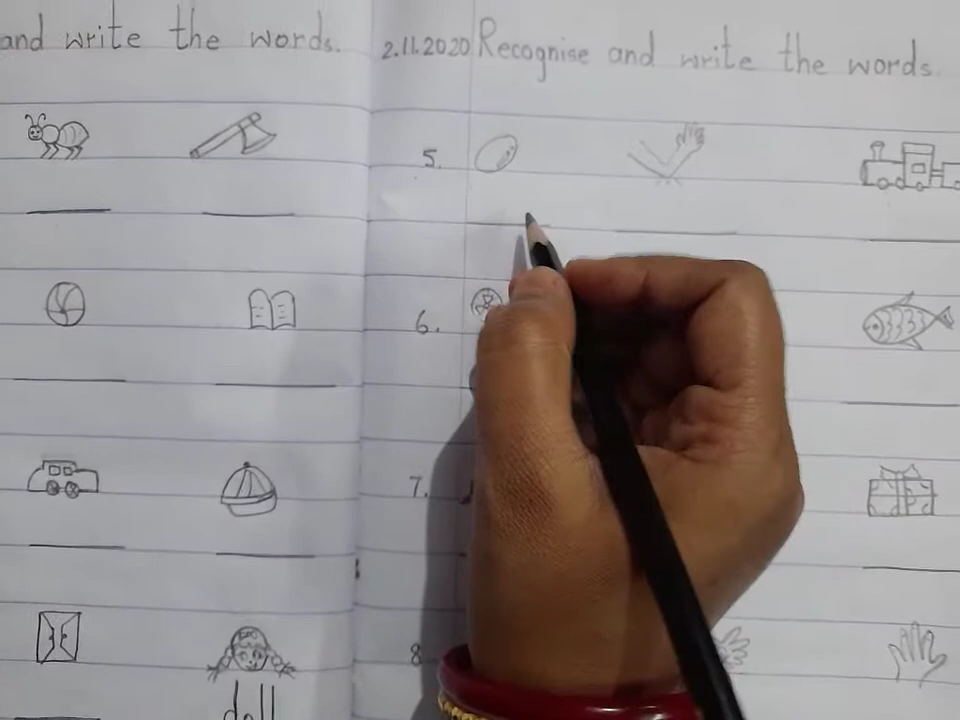 and write the words.
doll
2.11.2020 Recognise and write the words.
5.
6.
7.
8